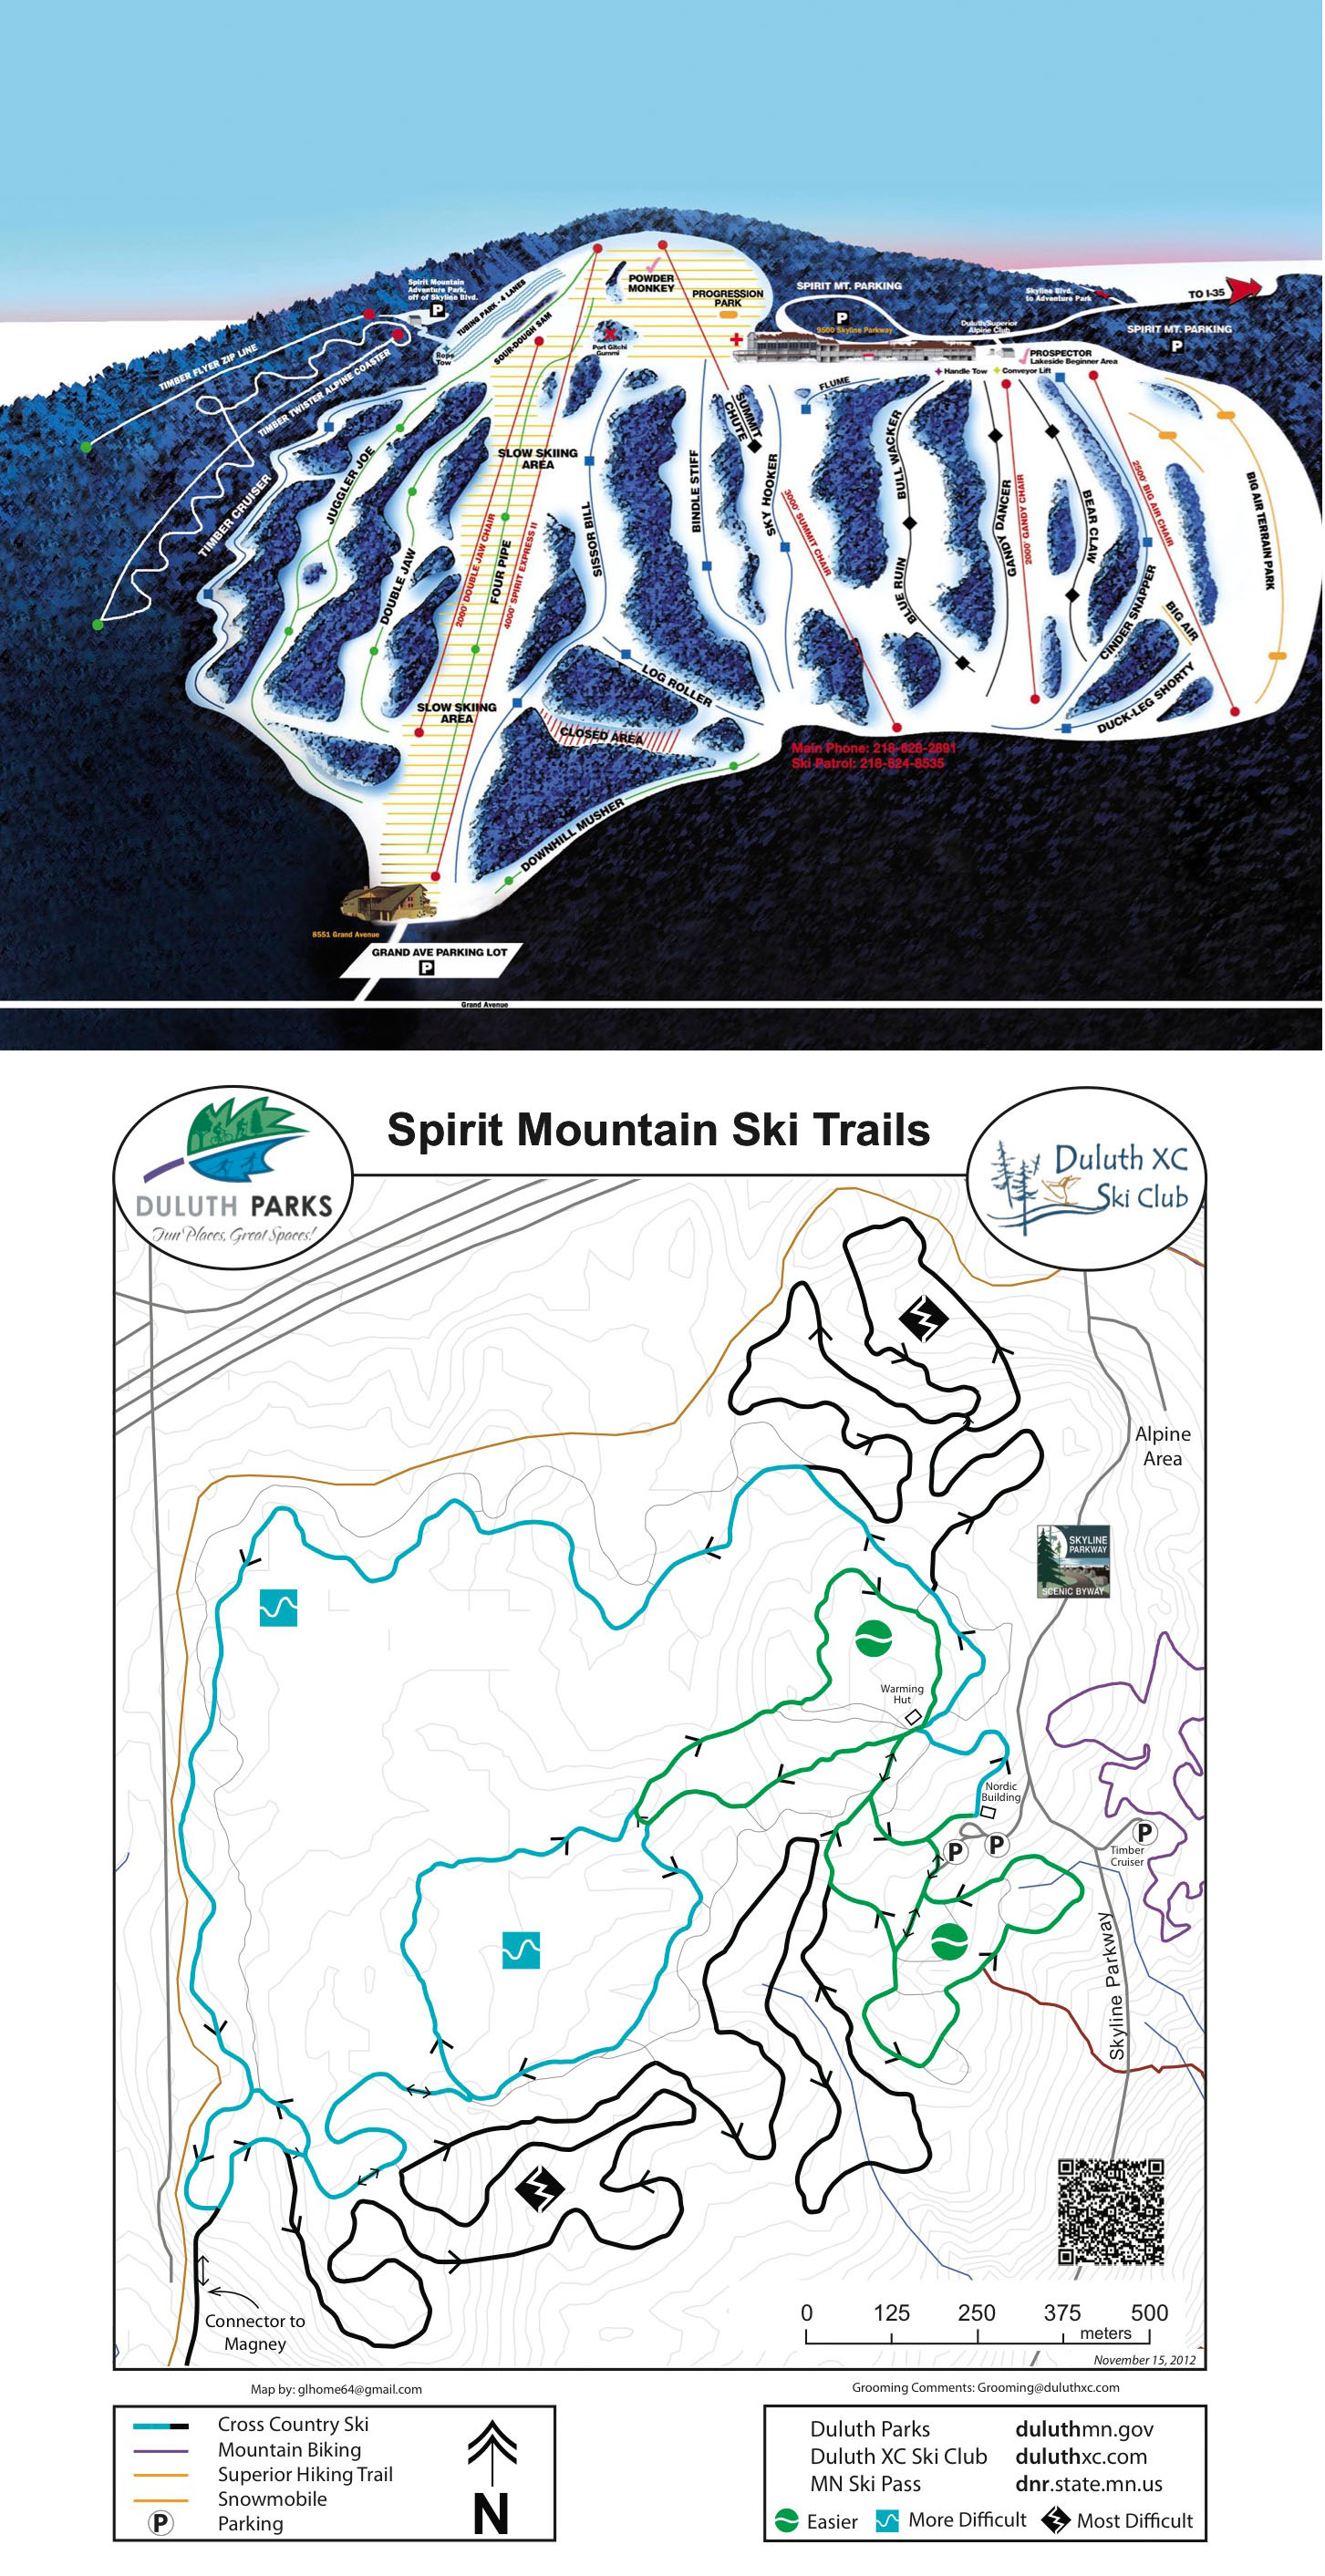 Spirit Mountain
Adventure Park,
off of Skyline Blvd.
P
TUBING PARK - 4 LANES
SOUR-DOUGH SAM
Rope
Tow
TIMBER FLYER ZIP LINE
TIMBER TWISTER ALPINE COASTER
POWDER
MONKEY
PROGRESSION
PARK
Port Gitchi
Gummi
SPIRIT MT. PARKING
P
9500 Skyline Parkway
Skyline Blvd.
to Adventure Park
TO I-35
Duluth/Superior
Alpine Club
SPIRIT MT. PARKING
P
PROSPECTOR
Lakeside Beginner Area
Handle Tow
Conveyor Lift
FLUME
TIMBER CRUISER
JUGGLER JOE
DOUBLE JAW
SLOW SKIING
AREA
2000' DOUBLE JAW CHAIR
FOUR PIPE
4000' SPIRIT EXPRESS II
SISSOR BILL
BINDLE STIFF
SUMMIT
CHUTE
SKY HOOKER
3000' SUMMIT CHAIR
BULL WACKER
BLUE RUIN
GANDY DANCER
2000' GANDY CHAIR
BEAR CLAW
CINDER SNAPPER
2500' BIG AIR CHAIR
BIG AIR
BIG AIR TERRAIN PARK
DUCK-LEG SHORTY
LOG ROLLER
SLOW SKIING
AREA
CLOSED AREA
DOWNHILL MUSHER
Main Phone: 218-628-2891
Ski Patrol: 218-624-8535
8551 Grand Avenue
GRAND AVE PARKING LOT
P
Grand Avenue
DULUTH PARKS
Fun Places, Great Spaces!
Spirit Mountain Ski Trails
Duluth XC
Ski Club
Alpine
Area
SKYLINE
PARKWAY
SCENIC BYWAY
Warming
Hut
Nordic
Building
P
P
P
Timber
Cruiser
Skyline Parkway
Connector to
Magney
0 125 250 375 500
meters
November 15, 2012
Map by: glhome64@gmail.com
Grooming Comments: Grooming@duluthxc.com
Cross Country Ski
Mountain Biking
Superior Hiking Trail
Snowmobile
P Parking
N
Duluth Parks duluthmn.gov
Duluth XC Ski Club duluthxc.com
MN Ski Pass dnr.state.mn.us
Easier More Difficult Most Difficult